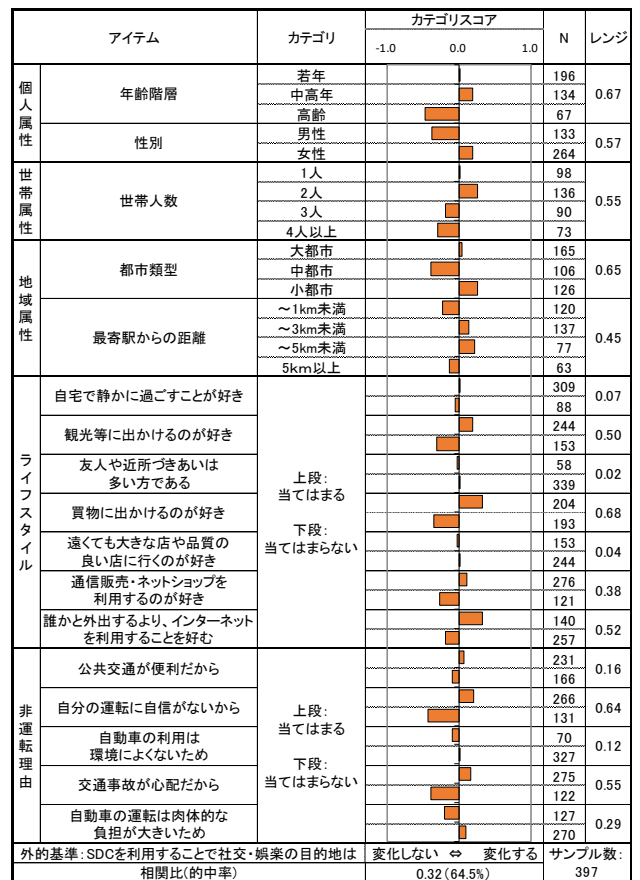 アイテム カテゴリ カテゴリスコア N レンジ
-1.0 0.0 1.0
個人属性
年齢階層 若年 196 0.67
中高年 134
高齢 67
性別 男性 133 0.57
女性 264
世帯属性
世帯人数 1人 98 0.55
2人 136
3人 90
4人以上 73
地域属性
都市類型 大都市 165 0.65
中都市 106
小都市 126
最寄駅からの距離 ～1km未満 120 0.45
～3km未満 137
～5km未満 77
5km以上 63
ライフスタイル
上段：
当てはまる
下段：
当てはまらない
自宅で静かに過ごすことが好き 309 0.07
88
観光等に出かけるのが好き 244 0.50
153
友人や近所づきあいは
多い方である 58 0.02
339
買物に出かけるのが好き 204 0.68
193
遠くても大きな店や品質の
良い店に行くのが好き 153 0.04
244
通信販売・ネットショップを
利用するのが好き 276 0.38
121
誰かと外出するより、インターネット
を利用することを好む 140 0.52
257
非運転理由
上段：
当てはまる
下段：
当てはまらない
公共交通が便利だから 231 0.16
166
自分の運転に自信がないから 266 0.64
131
自動車の利用は
環境によくないため 70 0.12
327
交通事故が心配だから 275 0.55
122
自動車の運転は肉体的な
負担が大きいため 127 0.29
270
外的基準：SDCを利用することで社交・娯楽の目的地は 変化しない ⇔ 変化する サンプル数：
相関比(的中率) 0.32(64.5%) 397